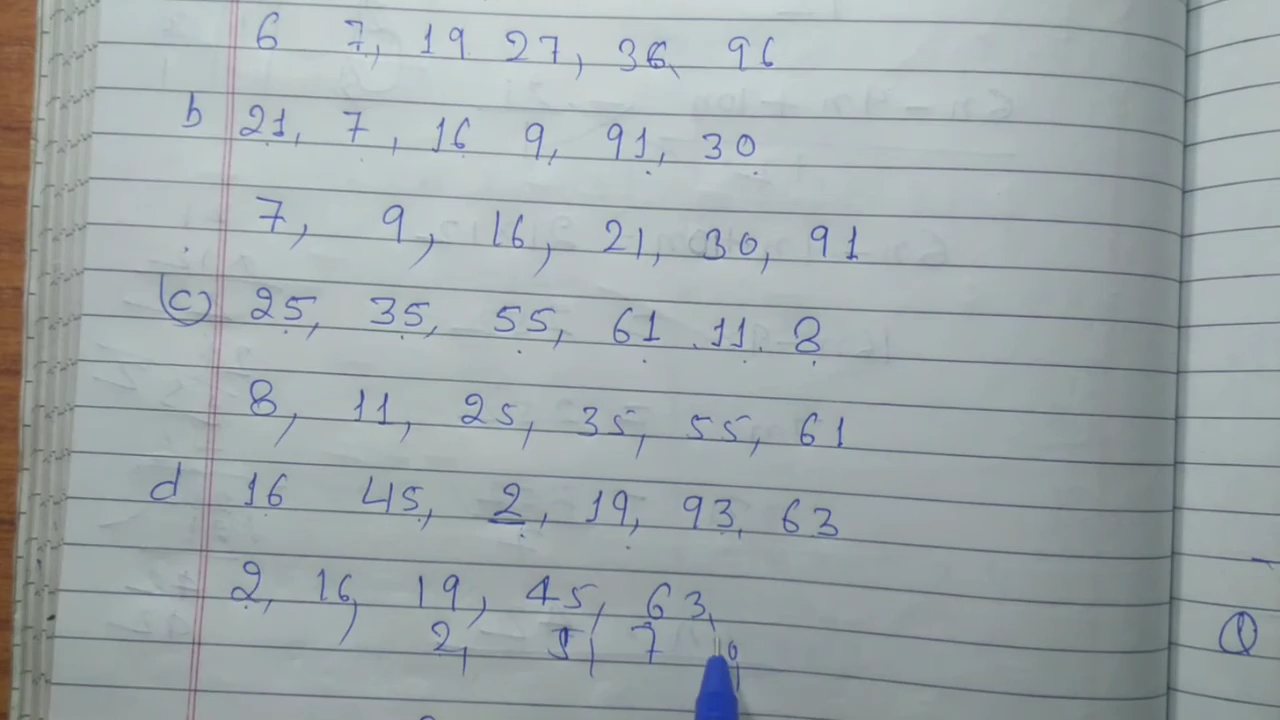 6 7, 19 27, 36, 96
b 21, 7, 16 9, 91, 30
7, 9, 16, 21, 30, 91
(c) 25, 35, 55, 61 11 8
8, 11, 25, 35, 55, 61
d 16 45, 2, 19, 93, 63
2, 16, 19, 45, 63,
2, 7